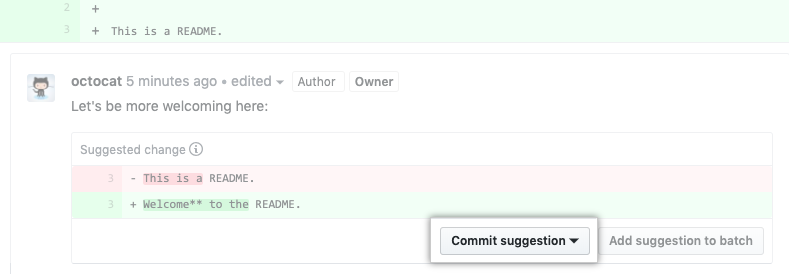 2 +
3 + This is a README.
octocat 5 minutes ago • edited Author Owner
Let's be more welcoming here:
Suggested change
3 - This is a README.
3 + Welcome** to the README.
Commit suggestion Add suggestion to batch